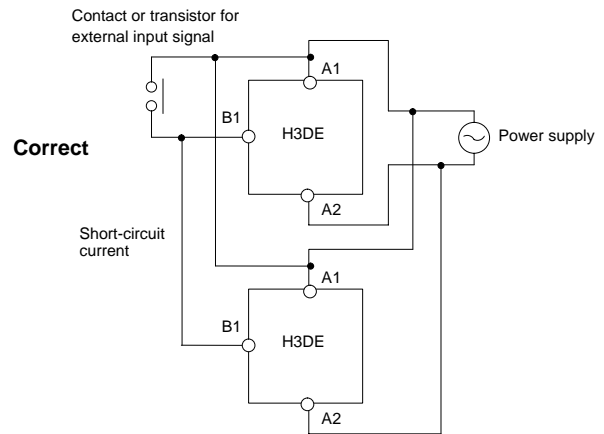 Contact or transistor for
external input signal
A1
B1
H3DE
Power supply
Correct
A2
Short-circuit
current
A1
B1
H3DE
A2